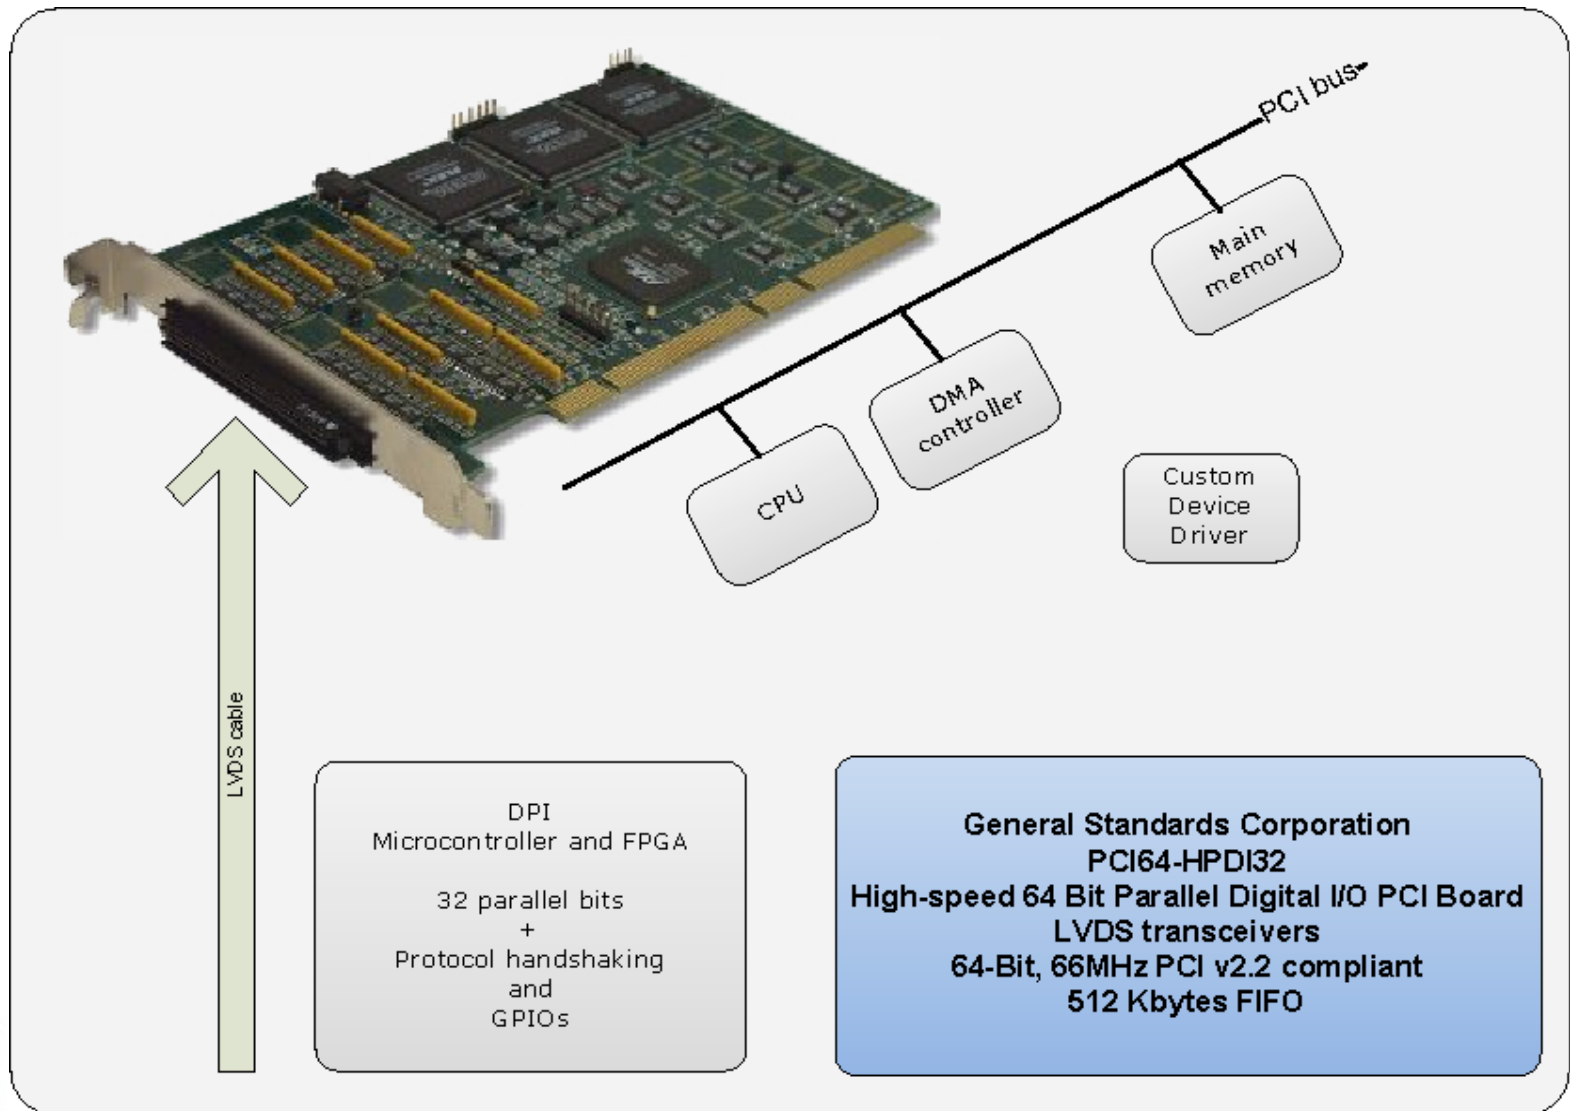 PCI bus
Main
memory
DMA
controller
CPU
Custom
Device
Driver
LVDS cable
DPI
Microcontroller and FPGA
32 parallel bits
+
Protocol handshaking
and
GPIOs
General Standards Corporation
PCI64-HPDI32
High-speed 64 Bit Parallel Digital I/O PCI Board
LVDS transceivers
64-Bit, 66MHz PCI v2.2 compliant
512 Kbytes FIFO